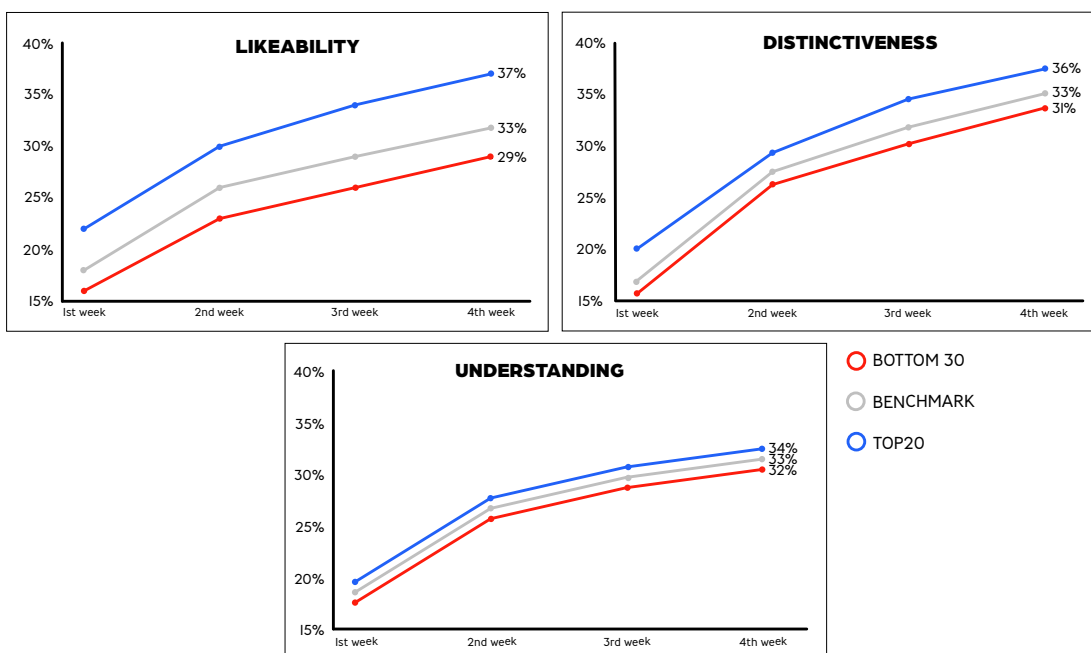 LIKEABILITY
40%
35%
30%
25%
20%
15%
37%
33%
29%
1st week
2nd week
3rd week
4th week
DISTINCTIVENESS
40%
35%
30%
25%
20%
15%
36%
33%
31%
1st week
2nd week
3rd week
4th week
UNDERSTANDING
40%
35%
30%
25%
20%
15%
34%
33%
32%
1st week
2nd week
3rd week
4th week
BOTTOM 30
BENCHMARK
TOP20